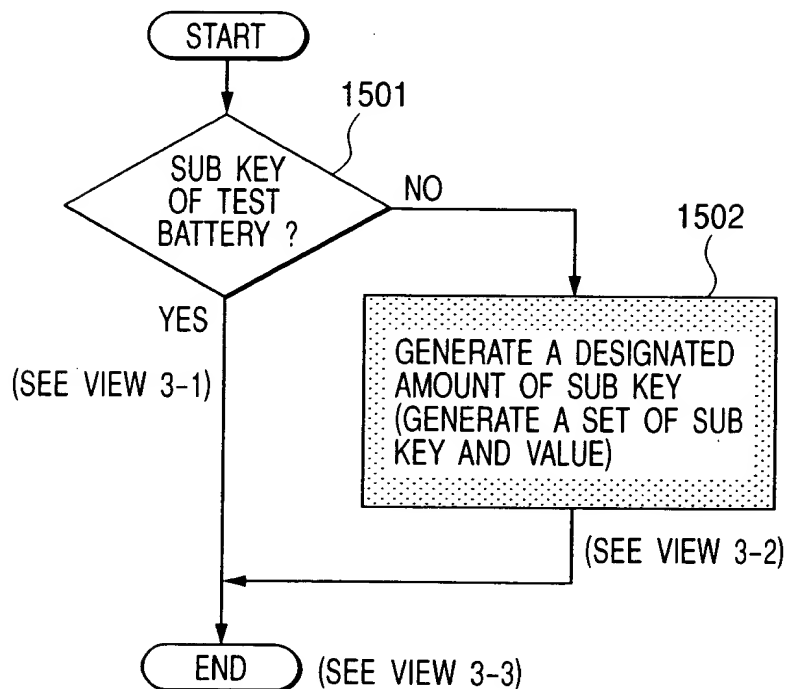 START
1501
SUB KEY
OF TEST
BATTERY ?
NO
1502
YES
GENERATE A DESIGNATED
AMOUNT OF SUB KEY
(GENERATE A SET OF SUB
KEY AND VALUE)
(SEE VIEW 3-1)
(SEE VIEW 3-2)
END
(SEE VIEW 3-3)